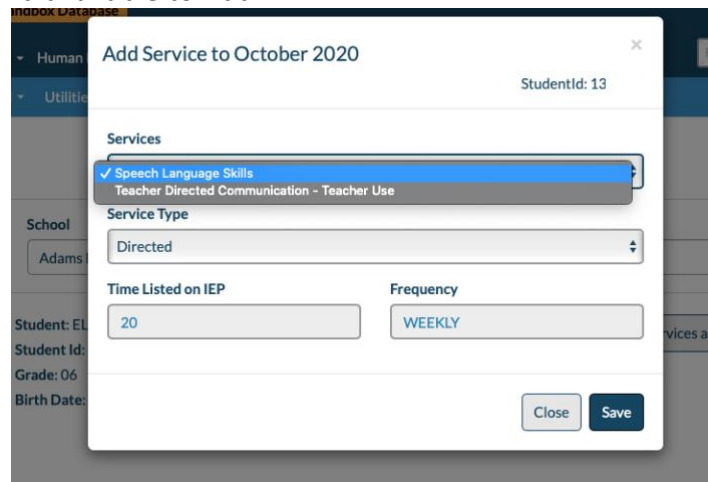 Sandbox Database
Human
Add Service to October 2020
×
StudentId: 13
Utilitie
Services
✓ Speech Language Skills
Teacher Directed Communication - Teacher Use
School
Service Type
Adams
Directed
Time Listed on IEP
Frequency
20
WEEKLY
Student: EL
Student Id:
Grade: 06
Birth Date:
vices a
Close
Save